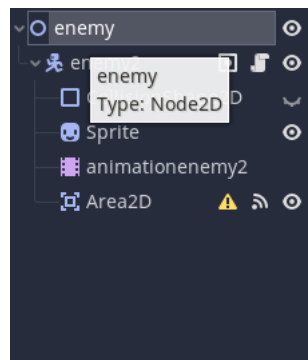 enemy
enemy2
enemy
Type: Node2D
Sprite
animationenemy2
Area2D